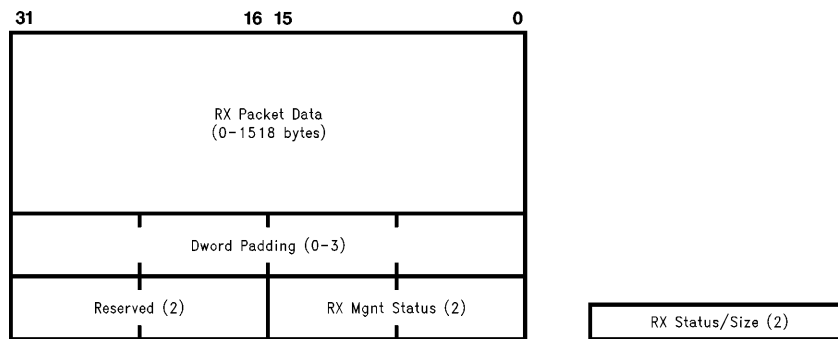 31 16 15 0
RX Packet Data
(0-1518 bytes)
Dword Padding (0-3)
Reserved (2) RX Mgnt Status (2)
RX Status/Size (2)